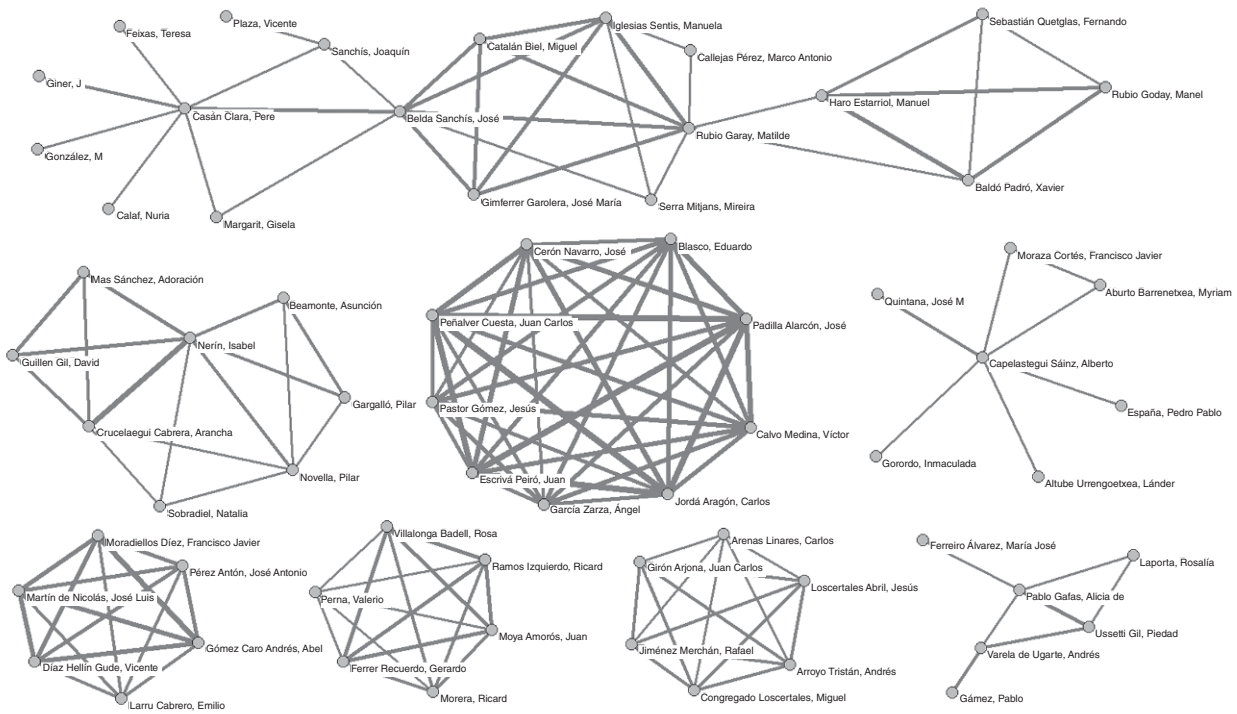 Plaza, Vicente
Feixas, Teresa
Sanchís, Joaquín
Giner, J
Casán Clara, Pere
González, M
Calaf, Nuria
Margarit, Gisela
Iglesias Sentis, Manuela
Catalán Biel, Miguel
Callejas Pérez, Marco Antonio
Belda Sanchís, José
Rubio Garay, Matilde
Gimferrer Garolera, José María
Serra Mitjans, Mireira
Sebastián Quetglas, Fernando
Haro Estarriol, Manuel
Rubio Goday, Manel
Baldó Padró, Xavier
Mas Sánchez, Adoración
Beamonte, Asunción
Nerín, Isabel
Guillen Gil, David
Gargalló, Pilar
Crucelaegui Cabrera, Arancha
Novella, Pilar
Sobradiel, Natalia
Cerón Navarro, José
Blasco, Eduardo
Peñalver Cuesta, Juan Carlos
Padilla Alarcón, José
Pastor Gómez, Jesús
Calvo Medina, Víctor
Escrivá Peiró, Juan
García Zarza, Ángel
Jordá Aragón, Carlos
Moraza Cortés, Francisco Javier
Aburto Barrenetxea, Myriam
Quintana, José M
Capelastegui Sáinz, Alberto
España, Pedro Pablo
Gorordo, Inmaculada
Altube Urrengoetxea, Lánder
Moradiellos Díez, Francisco Javier
Pérez Antón, José Antonio
Martín de Nicolás, José Luis
Gómez Caro Andrés, Abel
Díaz Hellín Gude, Vicente
Larru Cabrero, Emilio
Villalonga Badell, Rosa
Ramos Izquierdo, Ricard
Perna, Valerio
Moya Amorós, Juan
Ferrer Recuerdo, Gerardo
Morera, Ricard
Arenas Linares, Carlos
Girón Arjona, Juan Carlos
Loscertales Abril, Jesús
Jiménez Merchán, Rafael
Arroyo Tristán, Andrés
Congregado Loscertales, Miguel
Ferreiro Álvarez, María José
Laporta, Rosalía
Pablo Gafas, Alicia de
Ussetti Gil, Piedad
Varela de Ugarte, Andrés
Gámez, Pablo